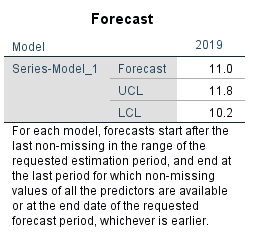 Forecast
Model 2019
Series-Model_1 Forecast 11.0
UCL 11.8
LCL 10.2
For each model, forecasts start after the
last non-missing in the range of the
requested estimation period, and end at
the last period for which non-missing
values of all the predictors are available
or at the end date of the requested
forecast period, whichever is earlier.